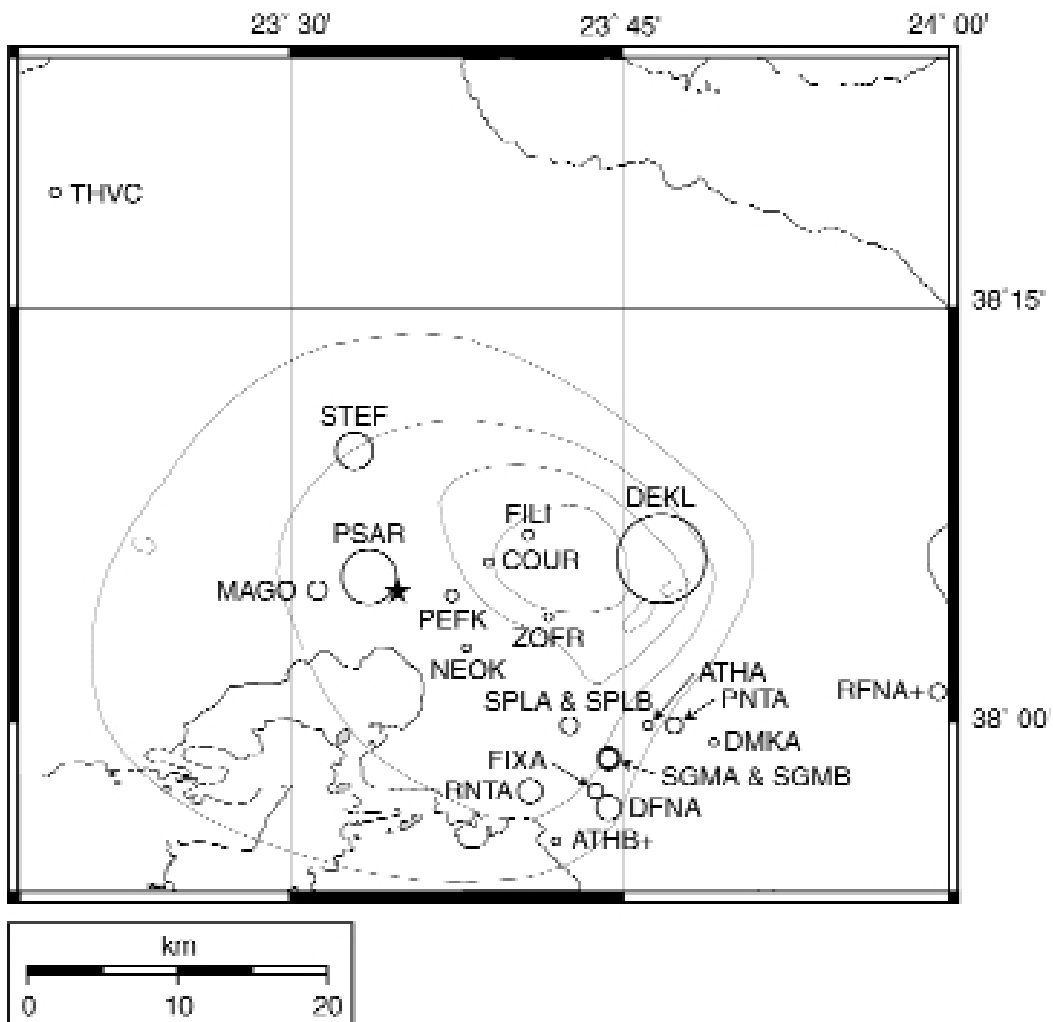 23° 30' 23° 45' 24° 00'
THVC
38° 15'
STEF
DEKL
FILI
PSAR
COUR
MAGO
PEFK
ZOFR
NEOK
ATHA
RFNA+
SPLA & SPLB
PNTA
38° 00'
DMKA
FIXA
SGMA & SGMB
RNTA
DFNA
ATHB+
km
0 10 20